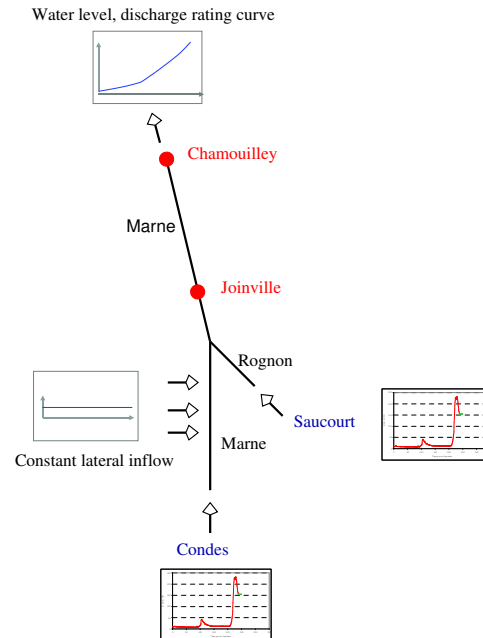 Water level, discharge rating curve
Chamouilley
Marne
Joinville
Rognon
Saucourt
Marne
Constant lateral inflow
Condes